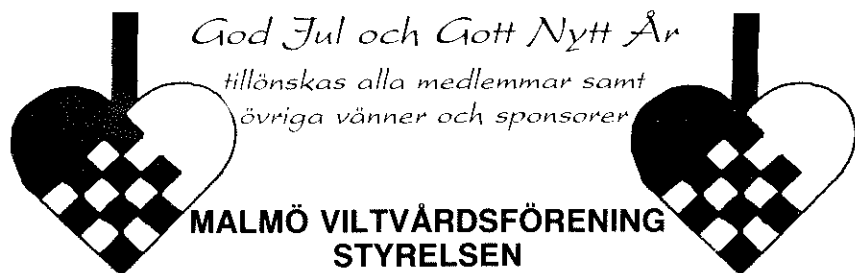 God Jul och Gott Nytt År
tillönskas alla medlemmar samt
övriga vänner och sponsorer
MALMÖ VILTVÅRDSFÖRENING
STYRELSEN